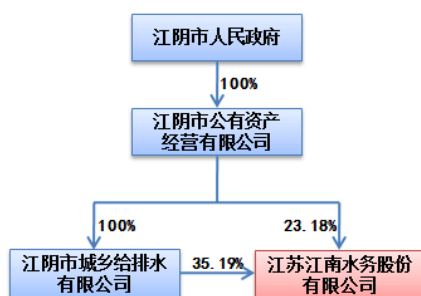 江阴市人民政府
100%
江阴市公有资产
经营有限公司
100%
23.18%
江阴市城乡给排水
有限公司
35.19%
江苏江南水务股份
有限公司